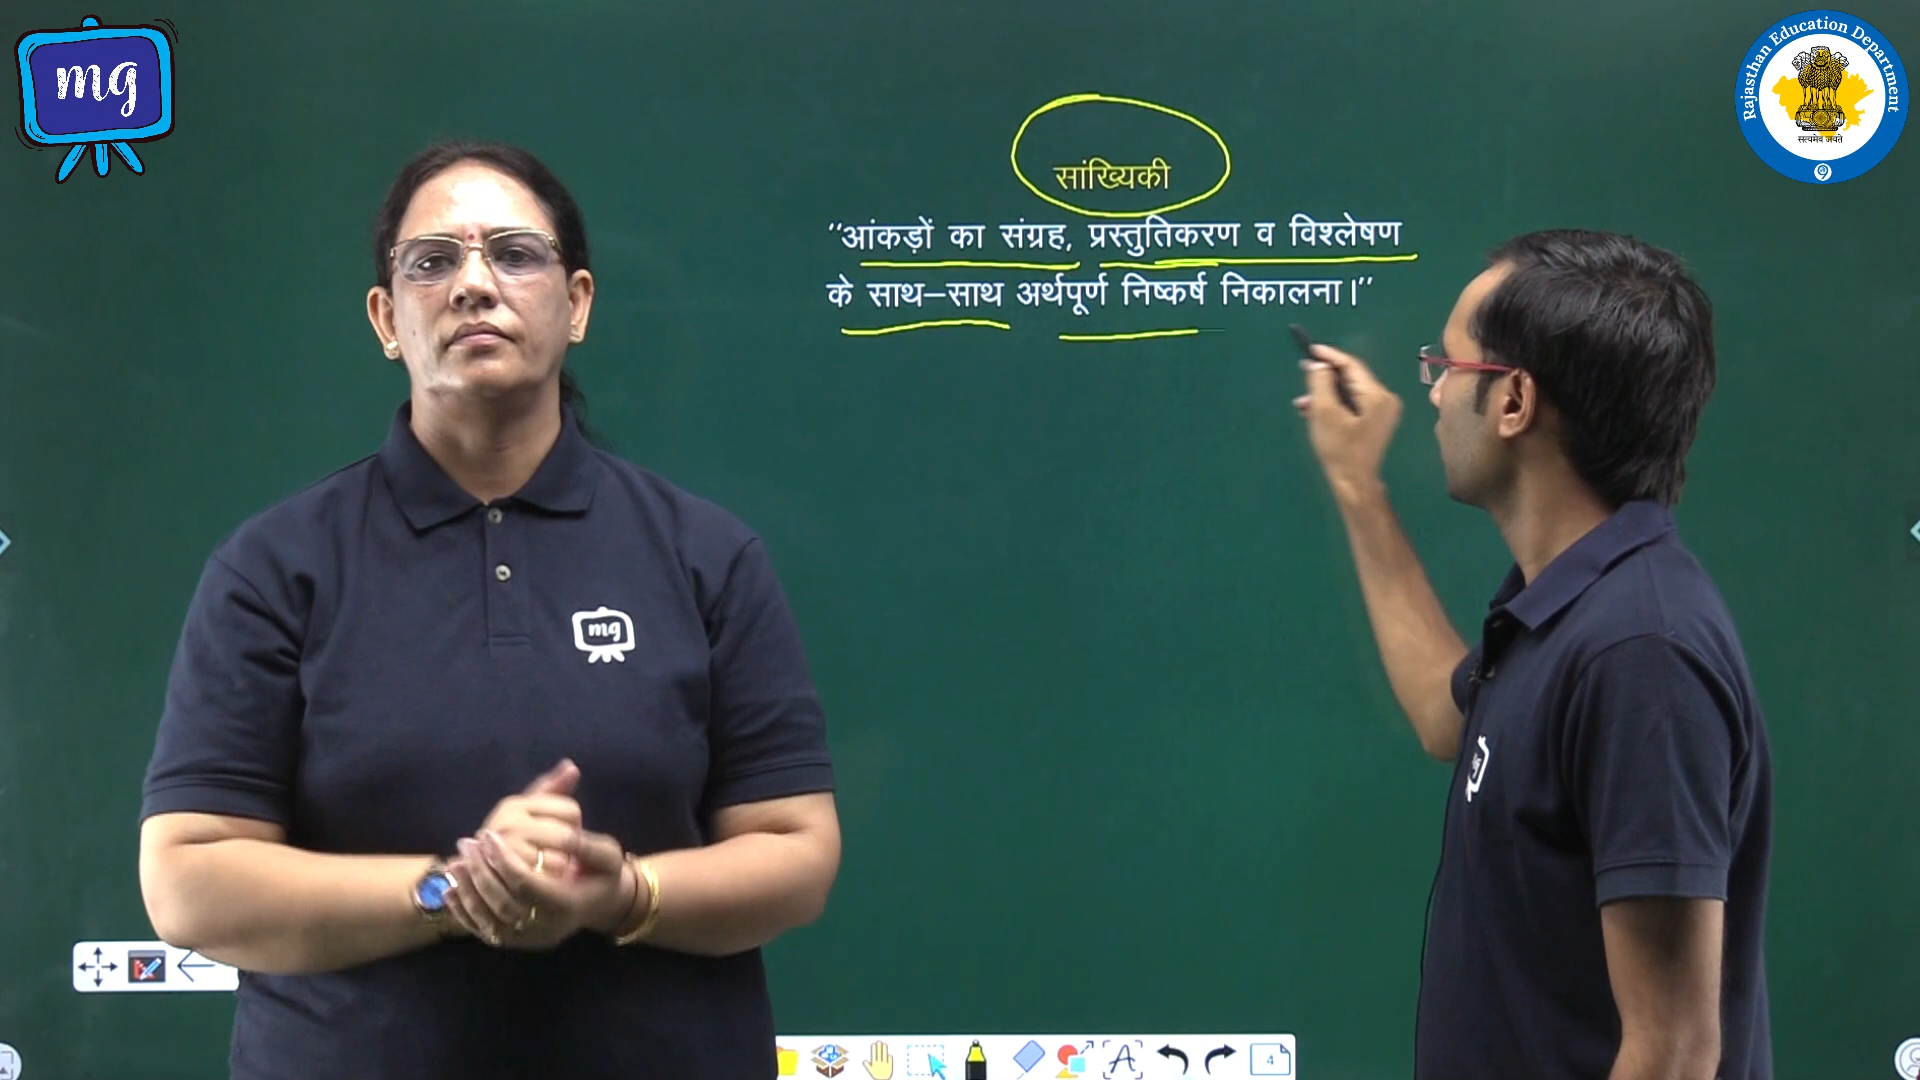 mg
Rajasthan Education Department
सत्यमेव जयते
सांख्यिकी
‘‘आंकड़ों का संग्रह, प्रस्तुतिकरण व विश्लेषण
के साथ–साथ अर्थपूर्ण निष्कर्ष निकालना।’’
mg
A
4